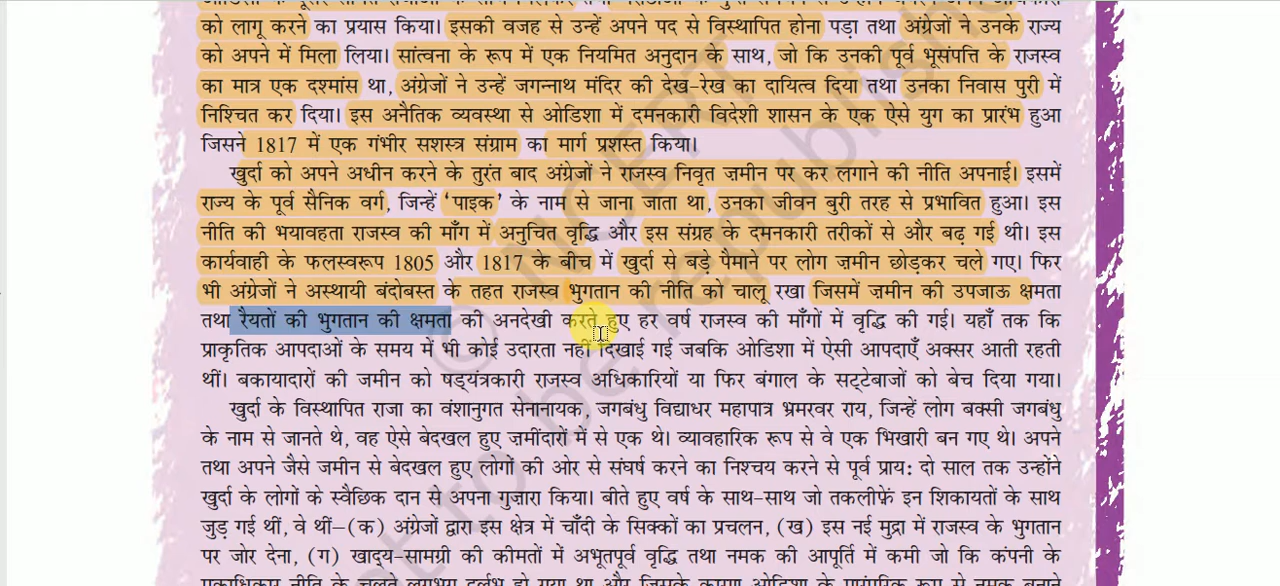 को लागू करने का प्रयास किया। इसकी वजह से उन्हें अपने पद से विस्थापित होना पड़ा तथा अंग्रेजों ने उनके राज्य
को अपने में मिला लिया। सांत्वना के रूप में एक नियमित अनुदान के साथ, जो कि उनकी पूर्व भूसंपत्ति के राजस्व
का मात्र एक दश्मांस था, अंग्रेजों ने उन्हें जगन्नाथ मंदिर की देख-रेख का दायित्व दिया तथा उनका निवास पुरी में
निश्चित कर दिया। इस अनैतिक व्यवस्था से ओडिशा में दमनकारी विदेशी शासन के एक ऐसे युग का प्रारंभ हुआ
जिसने 1817 में एक गंभीर सशस्त्र संग्राम का मार्ग प्रशस्त किया।
खुर्दा को अपने अधीन करने के तुरंत बाद अंग्रेजों ने राजस्व निवृत ज़मीन पर कर लगाने की नीति अपनाई। इसमें
राज्य के पूर्व सैनिक वर्ग, जिन्हें ‘पाइक’ के नाम से जाना जाता था, उनका जीवन बुरी तरह से प्रभावित हुआ। इस
नीति की भयावहता राजस्व की माँग में अनुचित वृद्धि और इस संग्रह के दमनकारी तरीकों से और बढ़ गई थी। इस
कार्यवाही के फलस्वरूप 1805 और 1817 के बीच में खुर्दा से बड़े पैमाने पर लोग ज़मीन छोड़कर चले गए। फिर
भी अंग्रेजों ने अस्थायी बंदोबस्त के तहत राजस्व भुगतान की नीति को चालू रखा जिसमें ज़मीन की उपजाऊ क्षमता
तथा रैयतों की भुगतान की क्षमता की अनदेखी करते हुए हर वर्ष राजस्व की माँगों में वृद्धि की गई। यहाँ तक कि
प्राकृतिक आपदाओं के समय में भी कोई उदारता नहीं दिखाई गई जबकि ओडिशा में ऐसी आपदाएँ अक्सर आती रहती
थीं। बकायादारों की जमीन को षड्यंत्रकारी राजस्व अधिकारियों या फिर बंगाल के सट्टेबाजों को बेच दिया गया।
खुर्दा के विस्थापित राजा का वंशानुगत सेनानायक, जगबंधु विद्याधर महापात्र भ्रमरवर राय, जिन्हें लोग बक्सी जगबंधु
के नाम से जानते थे, वह ऐसे बेदखल हुए ज़मींदारों में से एक थे। व्यावहारिक रूप से वे एक भिखारी बन गए थे। अपने
तथा अपने जैसे जमीन से बेदखल हुए लोगों की ओर से संघर्ष करने का निश्चय करने से पूर्व प्राय: दो साल तक उन्होंने
खुर्दा के लोगों के स्वैछिक दान से अपना गुज़ारा किया। बीते हुए वर्ष के साथ-साथ जो तकलीफ़ें इन शिकायतों के साथ
जुड़ गई थीं, वे थीं–(क) अंग्रेजों द्वारा इस क्षेत्र में चाँदी के सिक्कों का प्रचलन, (ख) इस नई मुद्रा में राजस्व के भुगतान
पर जोर देना, (ग) खाद्य-सामग्री की कीमतों में अभूतपूर्व वृद्धि तथा नमक की आपूर्ति में कमी जो कि कंपनी के